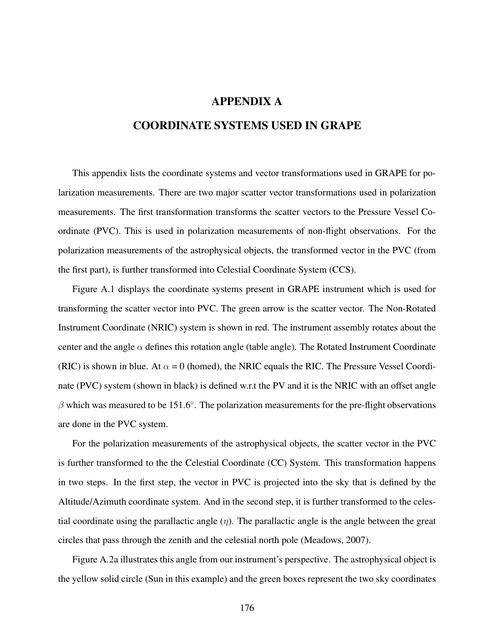 APPENDIX A
COORDINATE SYSTEMS USED IN GRAPE
This appendix lists the coordinate systems and vector transformations used in GRAPE for po-
larization measurements. There are two major scatter vector transformations used in polarization
measurements. The first transformation transforms the scatter vectors to the Pressure Vessel Co-
ordinate (PVC). This is used in polarization measurements of non-flight observations. For the
polarization measurements of the astrophysical objects, the transformed vector in the PVC (from
the first part), is further transformed into Celestial Coordinate System (CCS).
Figure A.1 displays the coordinate systems present in GRAPE instrument which is used for
transforming the scatter vector into PVC. The green arrow is the scatter vector. The Non-Rotated
Instrument Coordinate (NRIC) system is shown in red. The instrument assembly rotates about the
center and the angle α defines this rotation angle (table angle). The Rotated Instrument Coordinate
(RIC) is shown in blue. At α = 0 (homed), the NRIC equals the RIC. The Pressure Vessel Coordi-
nate (PVC) system (shown in black) is defined w.r.t the PV and it is the NRIC with an offset angle
β which was measured to be 151.6°. The polarization measurements for the pre-flight observations
are done in the PVC system.
For the polarization measurements of the astrophysical objects, the scatter vector in the PVC
is further transformed to the the Celestial Coordinate (CC) System. This transformation happens
in two steps. In the first step, the vector in PVC is projected into the sky that is defined by the
Altitude/Azimuth coordinate system. And in the second step, it is further transformed to the celes-
tial coordinate using the parallactic angle (η). The parallactic angle is the angle between the great
circles that pass through the zenith and the celestial north pole (Meadows, 2007).
Figure A.2a illustrates this angle from our instrument's perspective. The astrophysical object is
the yellow solid circle (Sun in this example) and the green boxes represent the two sky coordinates
176